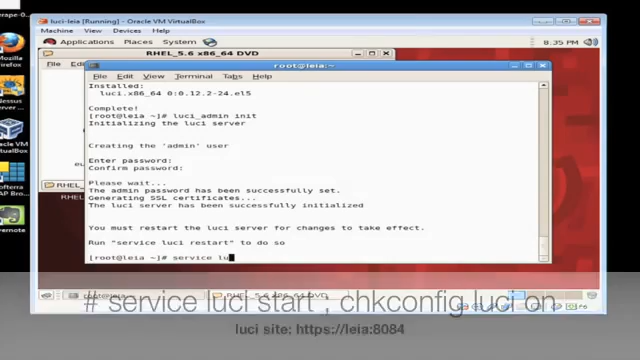 luci-leia [Running] - Oracle VM VirtualBox
Machine View Devices Help
Applications Places System
8:35 PM
RHEL_5.6 x86_64 DVD
root@leia:~
File Edit View Terminal Tabs Help
Installed:
luci.x86_64 0:0.12.2-24.el5
Complete!
[root@leia ~]# luci_admin init
Initializing the luci server
Creating the 'admin' user
Enter password:
Confirm password:
Please wait...
The admin password has been successfully set.
Generating SSL certificates...
The luci server has been successfully initialized
You must restart the luci server for changes to take effect.
Run "service luci restart" to do so
[root@leia ~]# service lu
# service luci start ; chkconfig luci on
luci site: https://leia:8084
Mozilla
Firefox